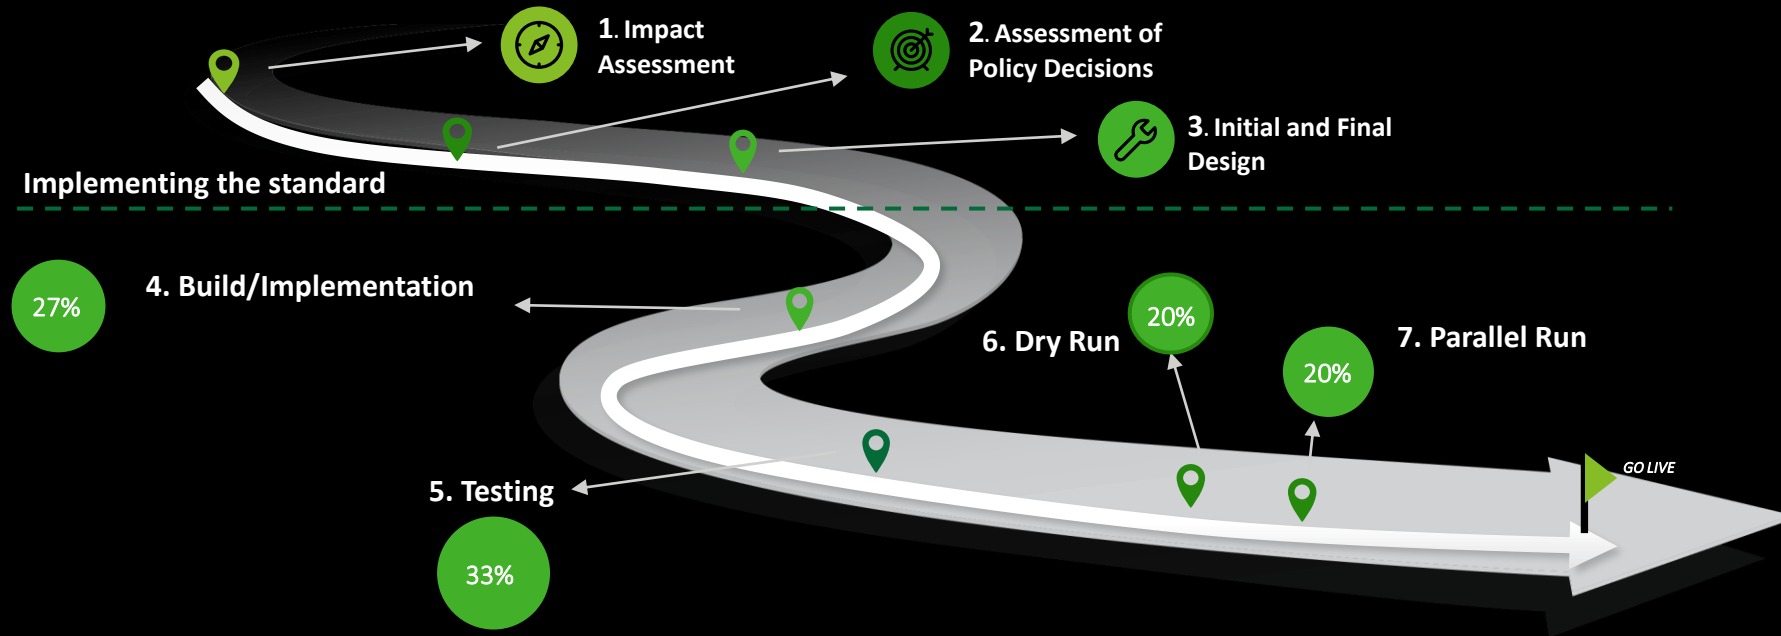 1. Impact
Assessment
2. Assessment of
Policy Decisions
3. Initial and Final
Design
Implementing the standard
4. Build/Implementation
27%
6. Dry Run
20%
7. Parallel Run
20%
5. Testing
33%
GO LIVE